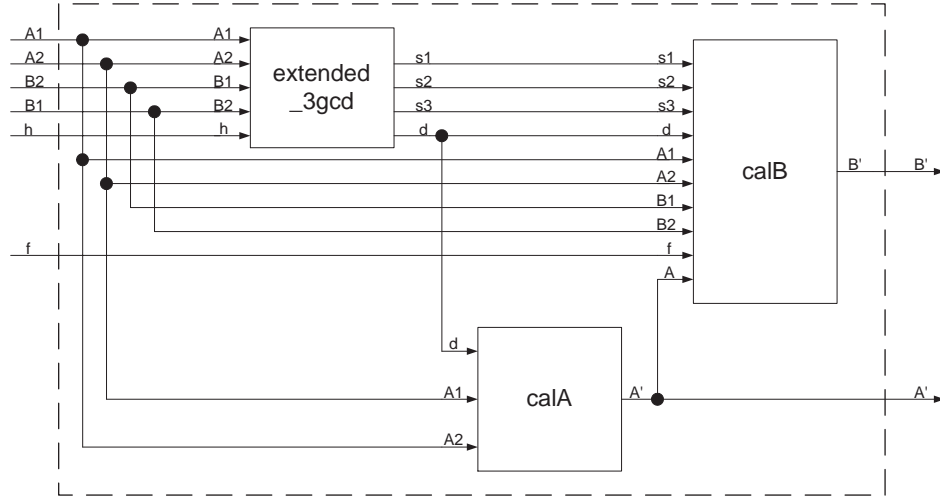 A1 A1
A2 A2 s1 s1
B2 B1 extended s2 s2
B1 B2 _3gcd s3 s3
h _h d d
A1
A2 calB B' B'
B1
B2
f f
A
d
A1 calA A' A'
A2